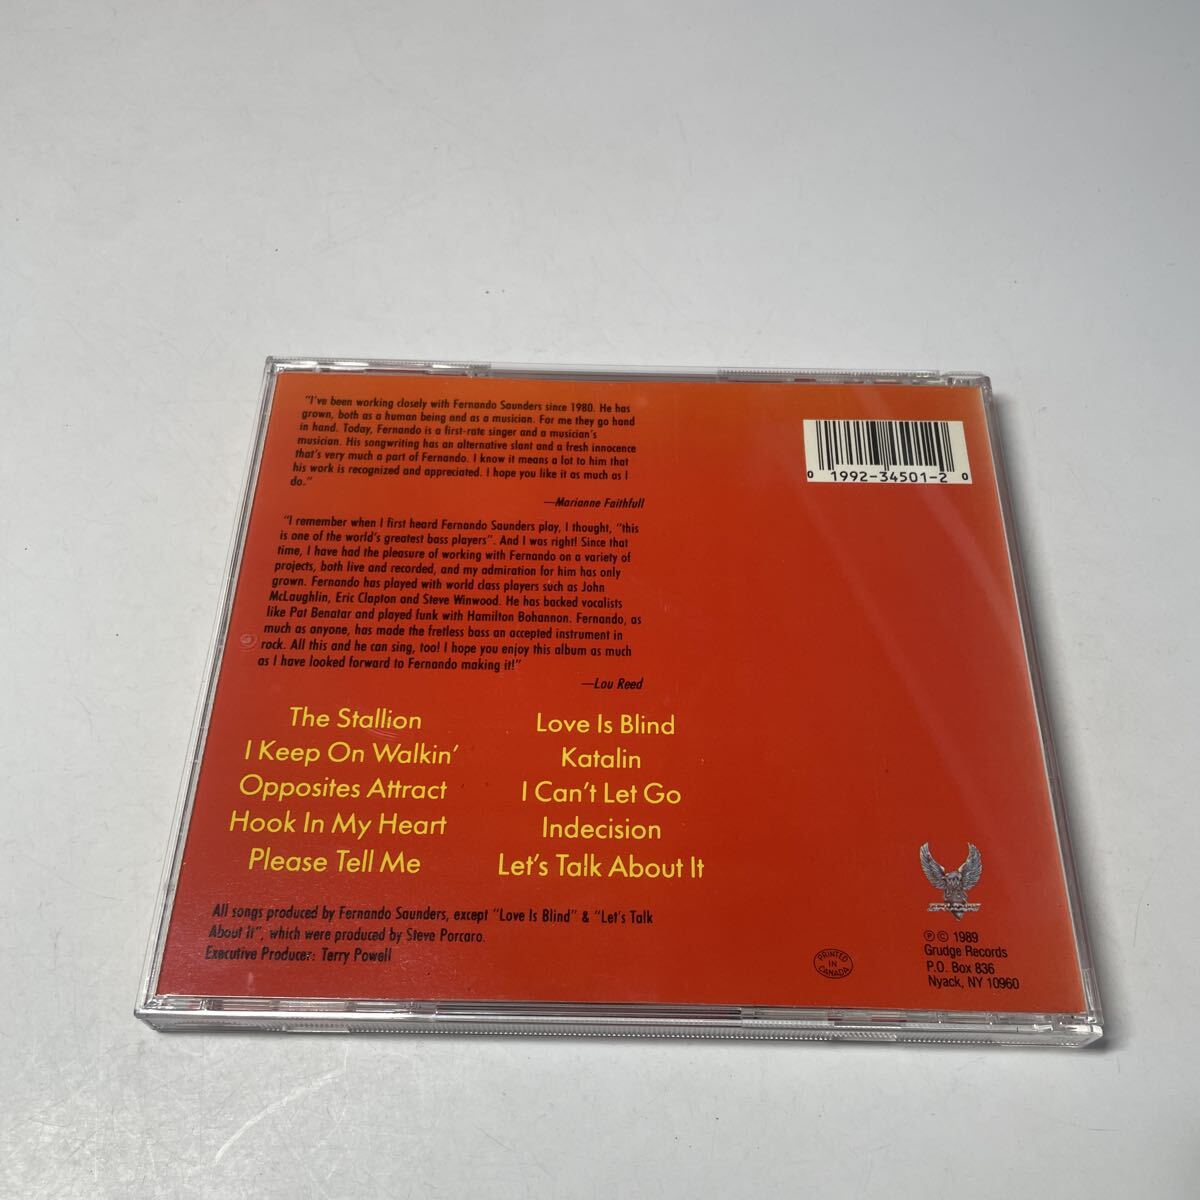 "I've been working closely with Fernando Saunders since 1980. He has
grown, both as a human being and as a musician. For me they go hand
in hand. Today, Fernando is a first-rate singer and a musician's
musician. His songwriting has an alternative slant and a fresh innocence
that's very much a part of Fernando. I know it means a lot to him that
his work is recognized and appreciated. I hope you like it as much as I
do."
—Marianne Faithfull
"I remember when I first heard Fernando Saunders play, I thought, "this
is one of the world's greatest bass players". And I was right! Since that
time, I have had the pleasure of working with Fernando on a variety of
projects, both live and recorded, and my admiration for him has only
grown. Fernando has played with world class players such as John
McLaughlin, Eric Clapton and Steve Winwood. He has backed vocalists
like Pat Benatar and played funk with Hamilton Bohannon. Fernando, as
much as anyone, has made the fretless bass an accepted instrument in
rock. All this and he can sing, too! I hope you enjoy this album as much
as I have looked forward to Fernando making it!"
—Lou Reed
The Stallion
I Keep On Walkin'
Opposites Attract
Hook In My Heart
Please Tell Me
Love Is Blind
Katalin
I Can't Let Go
Indecision
Let's Talk About It
All songs produced by Fernando Saunders, except "Love Is Blind" & "Let's Talk
About It", which were produced by Steve Porcaro.
Executive Producer: Terry Powell
0 1992-34501-2 0
PRINTED
IN
CANADA
GRUDGE
℗ © 1989
Grudge Records
P.O. Box 836
Nyack, NY 10960